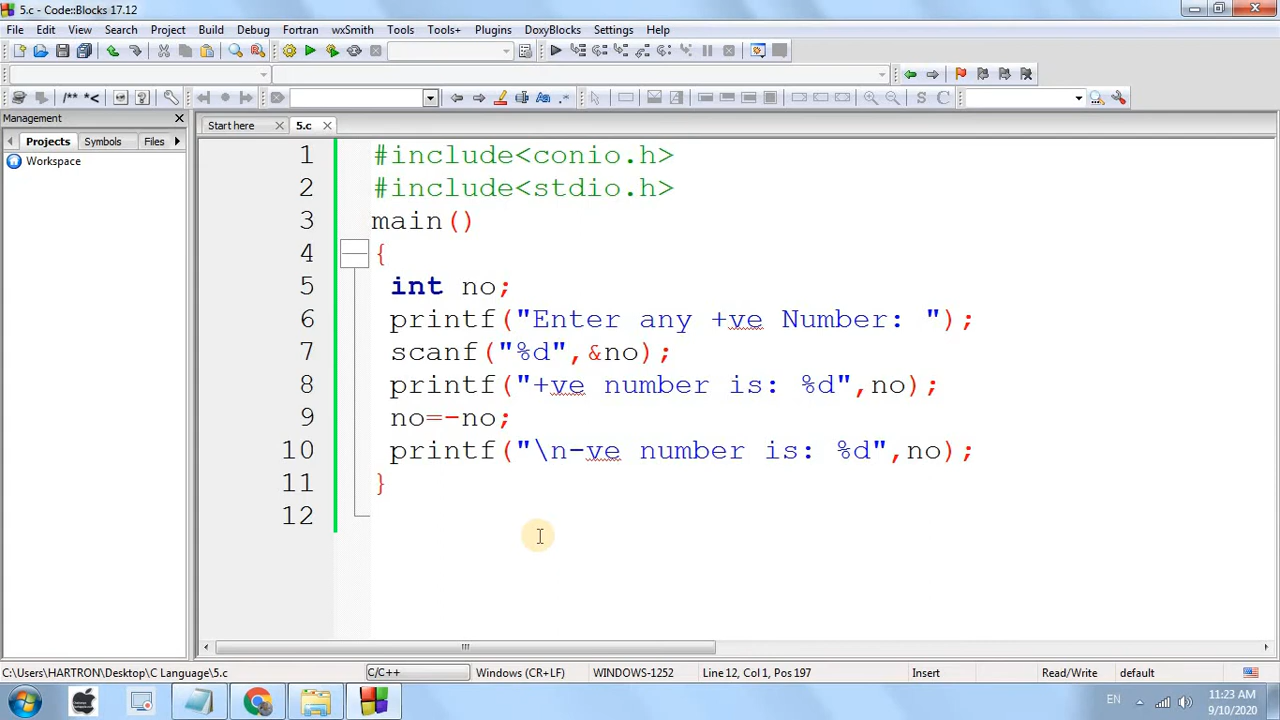 5.c - Code::Blocks 17.12
File Edit View Search Project Build Debug Fortran wxSmith Tools Tools+ Plugins DoxyBlocks Settings Help
/** *<
S C
Management
Start here 5.c
Projects Symbols Files
Workspace
1 #include<conio.h>
2 #include<stdio.h>
3 main()
4 {
5 int no;
6 printf("Enter any +ve Number: ");
7 scanf("%d",&no);
8 printf("+ve number is: %d",no);
9 no=-no;
10 printf("\n-ve number is: %d",no);
11 }
12
C:\Users\HARTRON\Desktop\C Language\5.c C/C++ Windows (CR+LF) WINDOWS-1252 Line 12, Col 1, Pos 197 Insert Read/Write default
EN 11:23 AM
9/10/2020